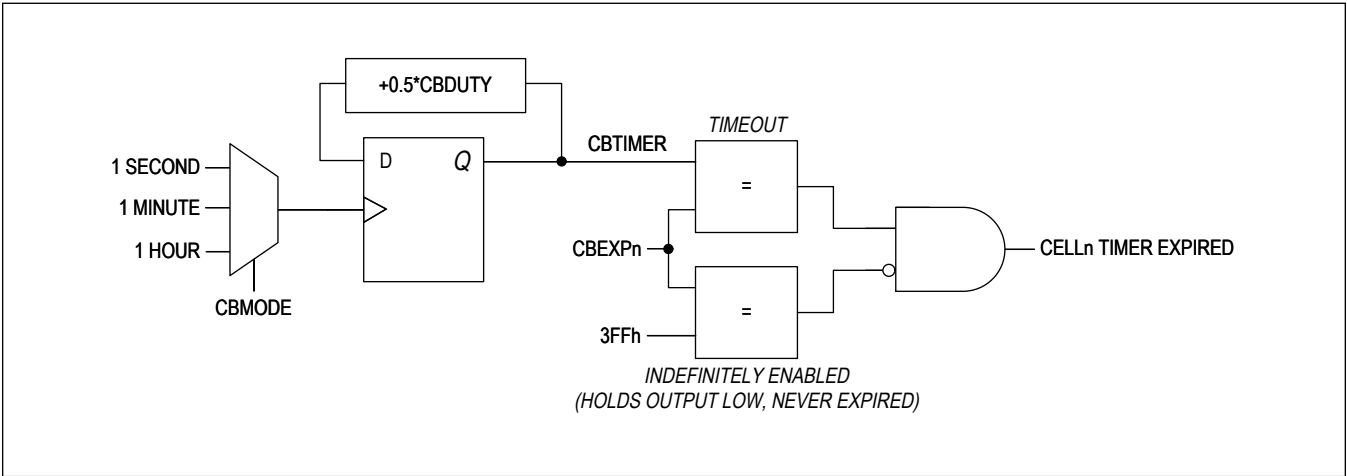 +0.5*CBDUTY
TIMEOUT
1 SECOND
D
Q
CBTIMER
=
1 MINUTE
CBEXPn
CELLn TIMER EXPIRED
1 HOUR
CBMODE
=
3FFh
INDEFINITELY ENABLED
(HOLDS OUTPUT LOW, NEVER EXPIRED)